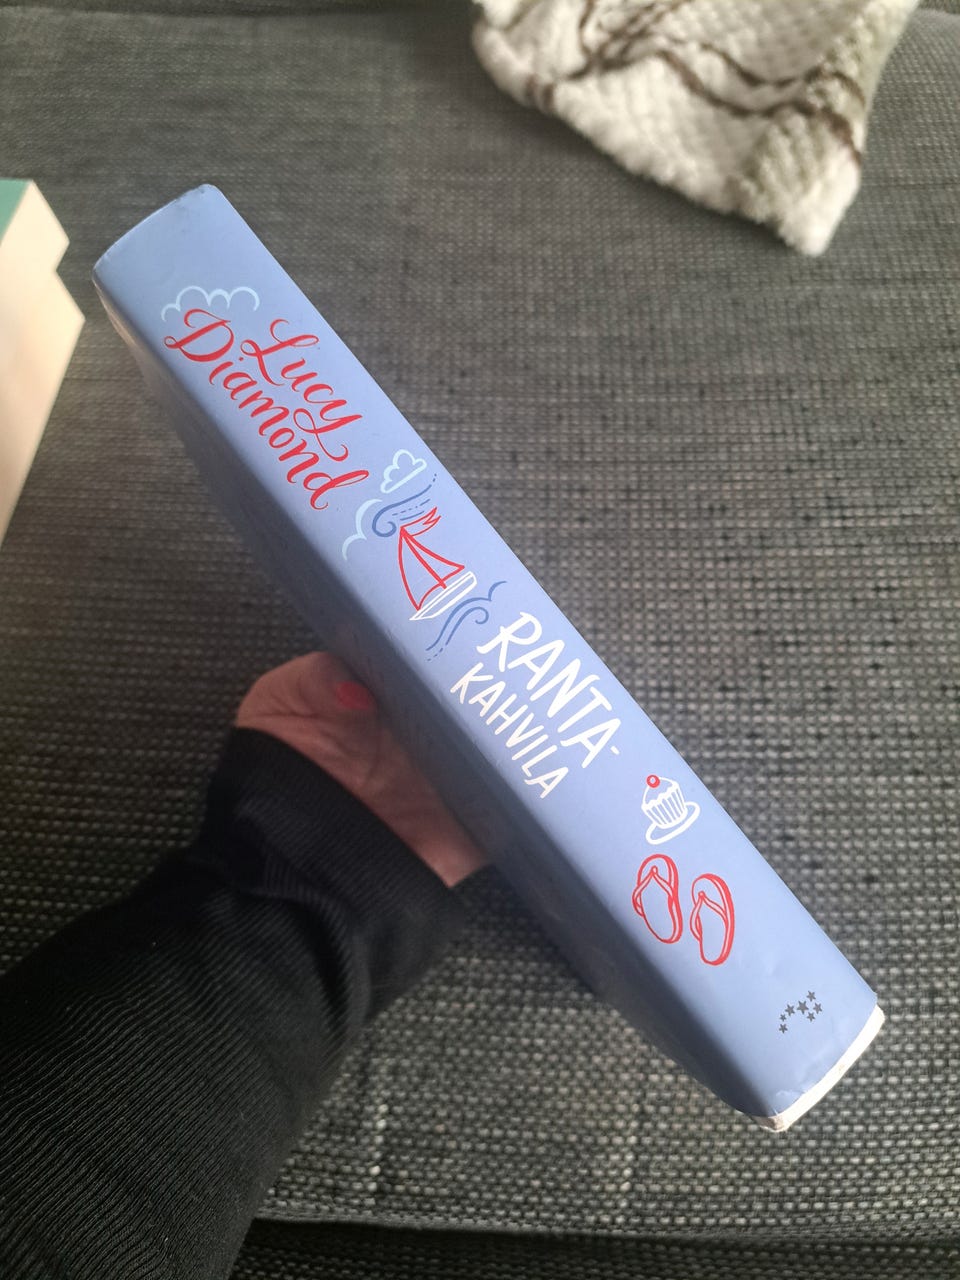 Lucy
Diamond
RANTA-
KAHVILA